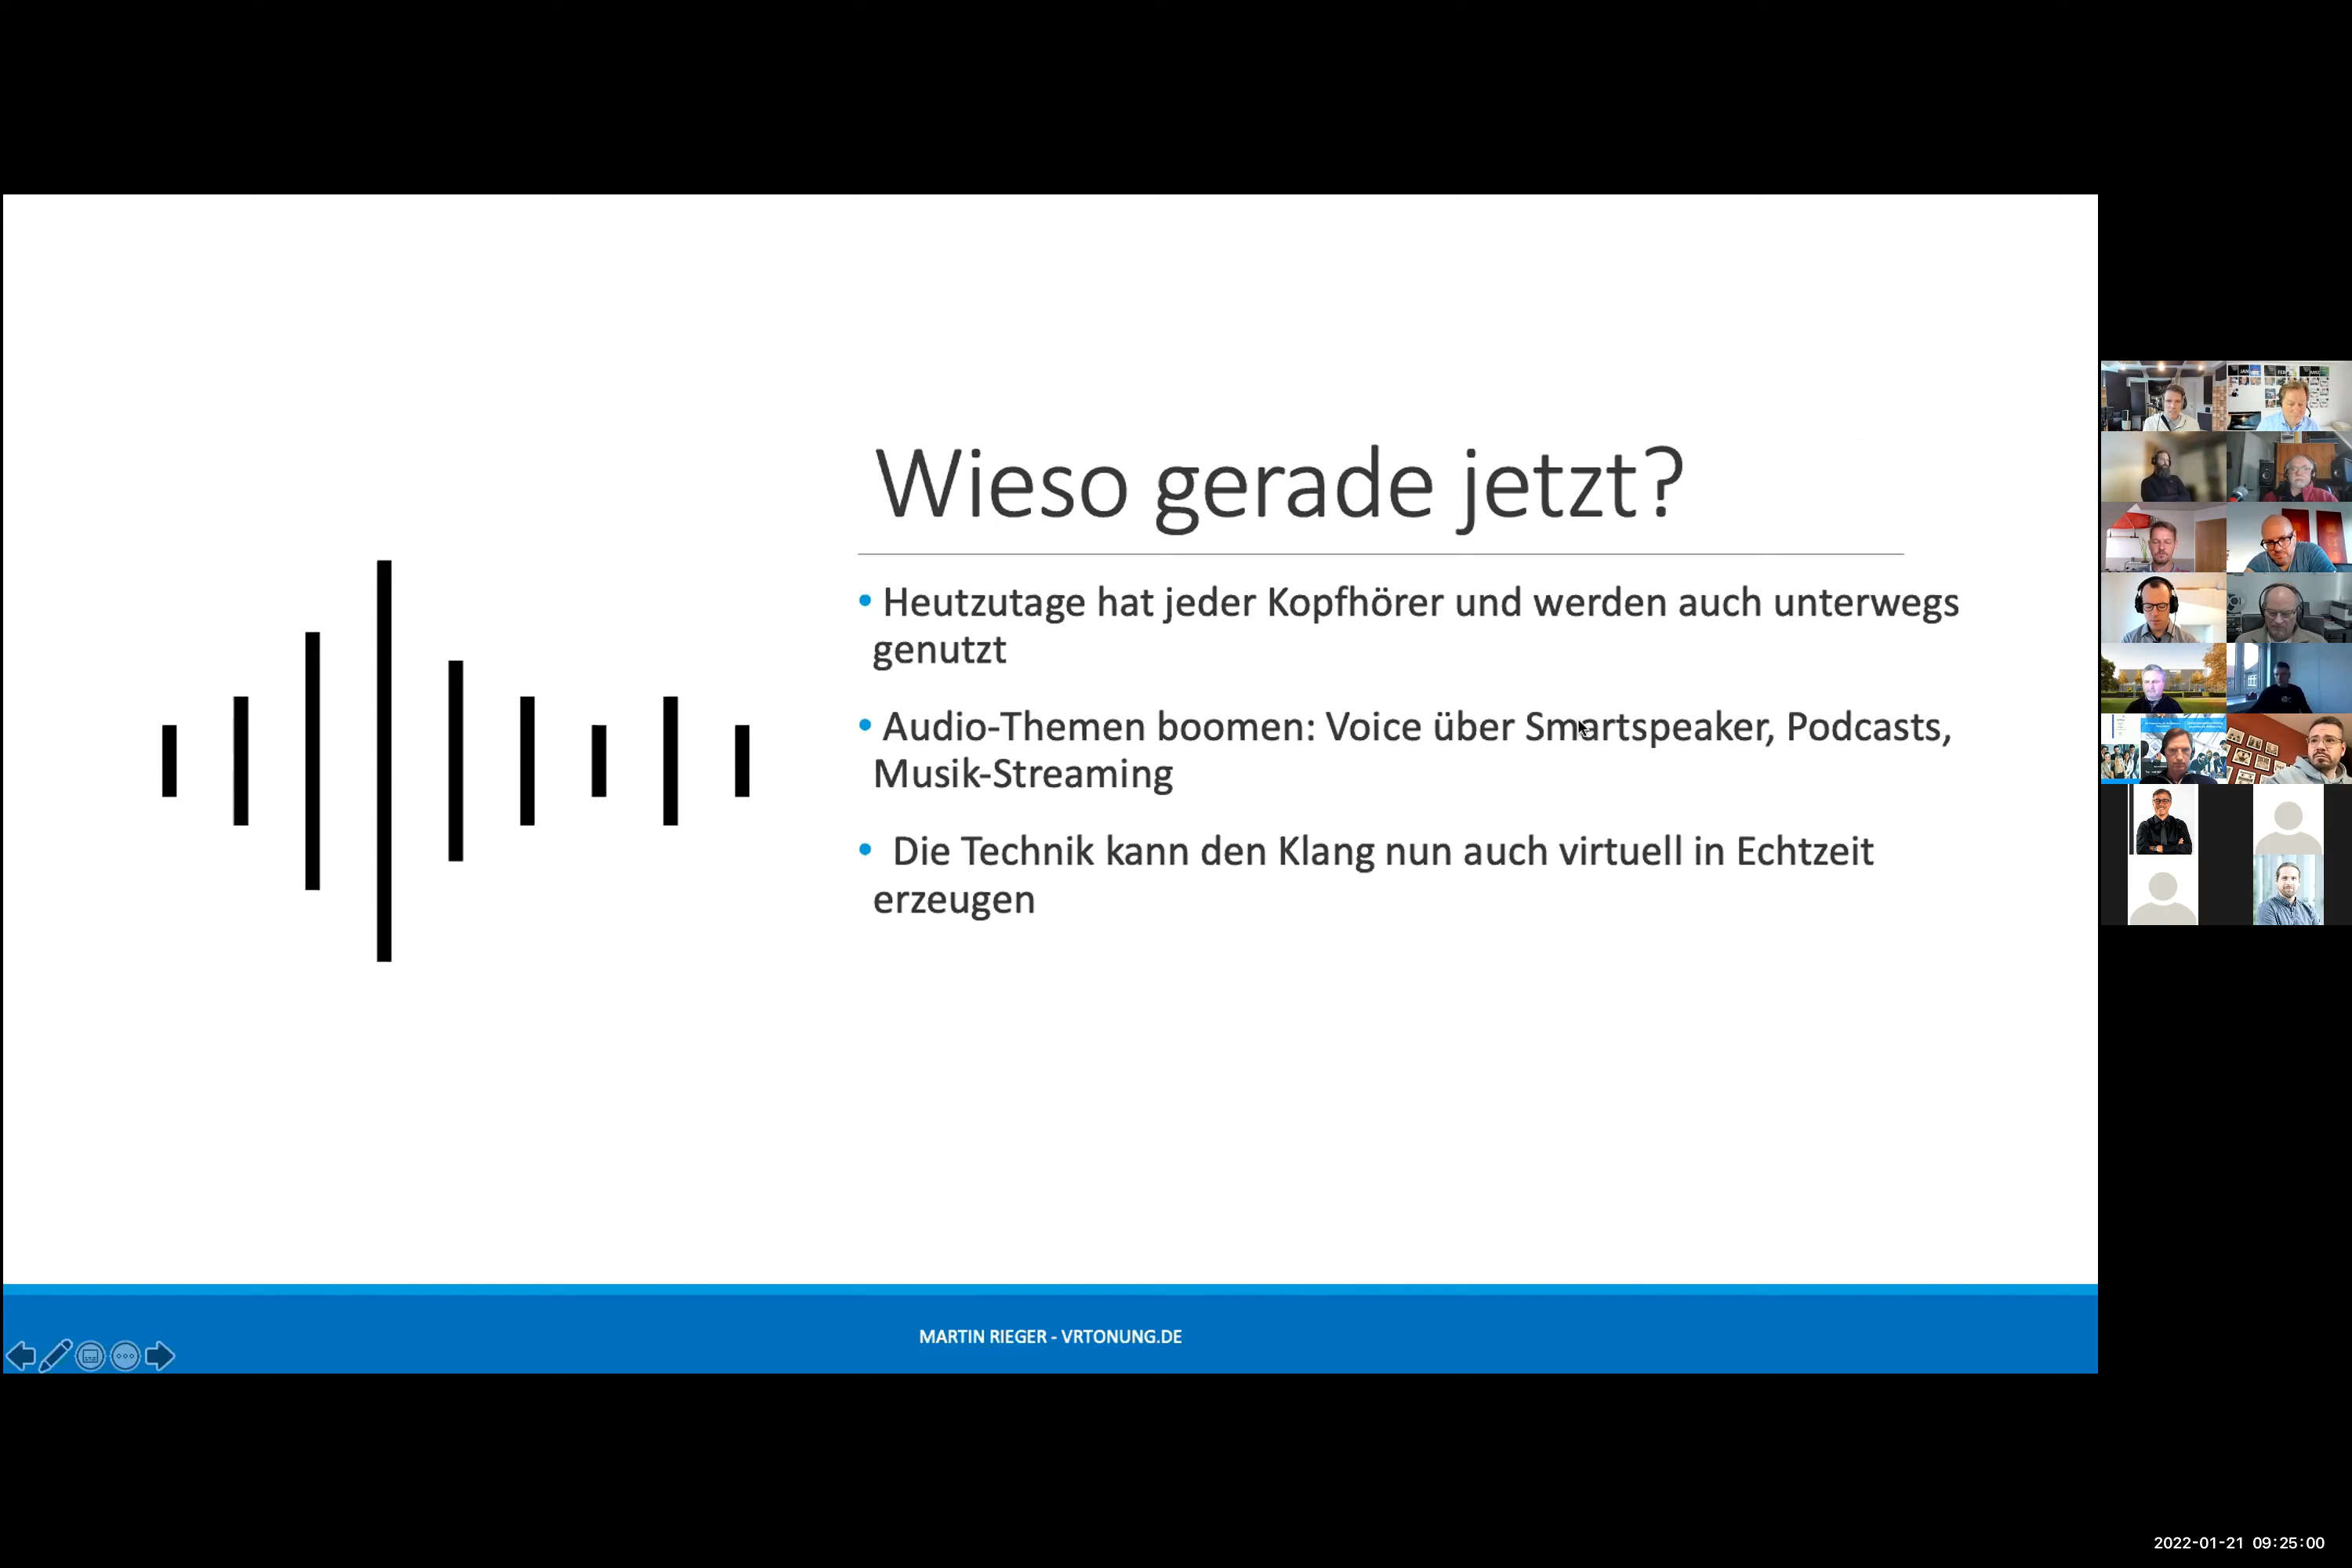 Wieso gerade jetzt?
• Heutzutage hat jeder Kopfhörer und werden auch unterwegs
genutzt
• Audio-Themen boomen: Voice über Smartspeaker, Podcasts,
Musik-Streaming
• Die Technik kann den Klang nun auch virtuell in Echtzeit
erzeugen
MARTIN RIEGER - VRTONUNG.DE
2022-01-21 09:25:00